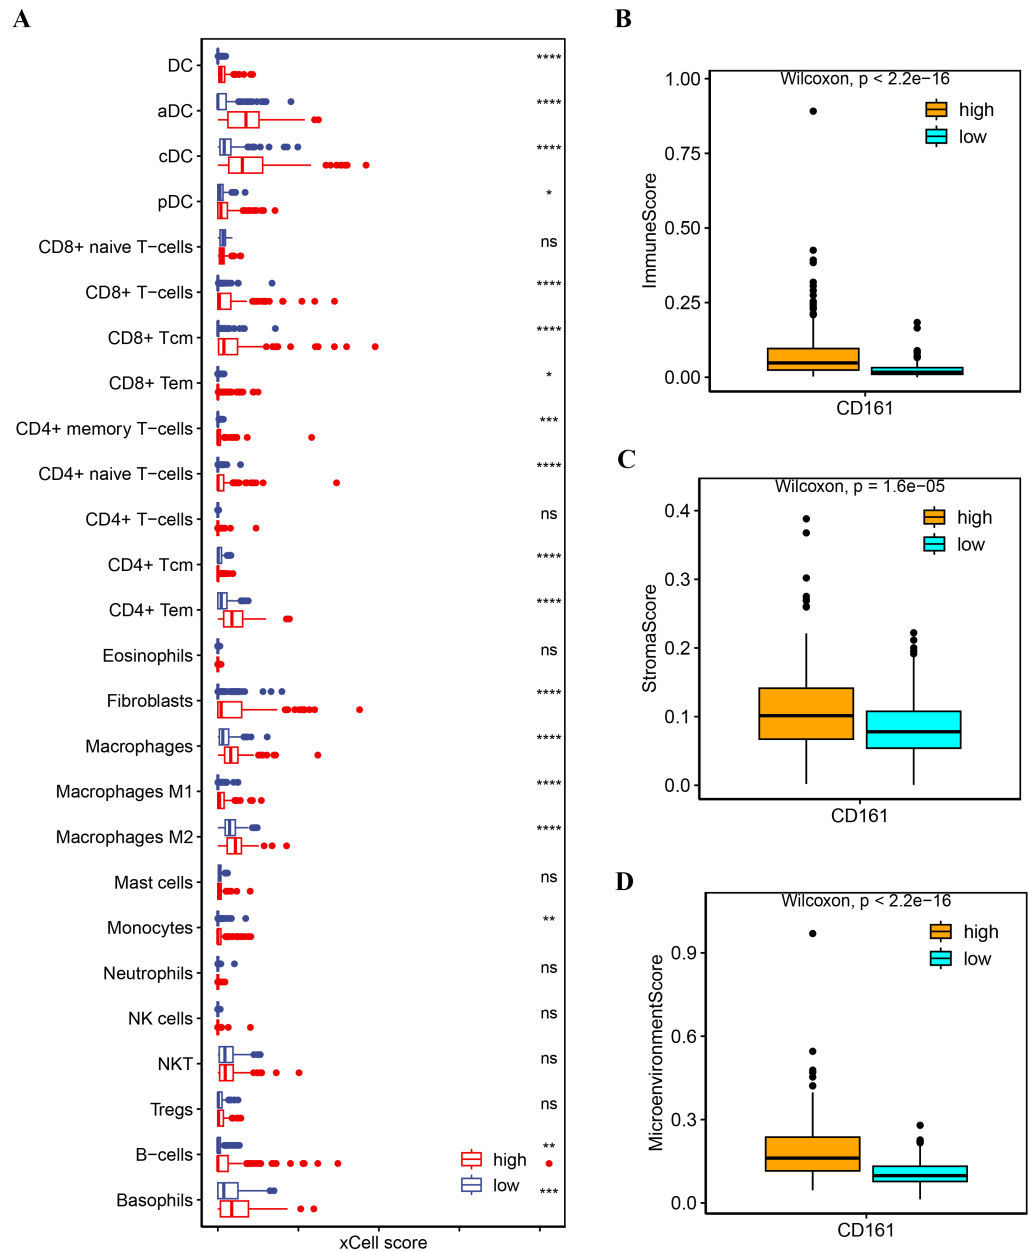 A
DC ****
aDC ****
cDC ****
pDC *
CD8+ naive T−cells ns
CD8+ T−cells ****
CD8+ Tcm ****
CD8+ Tem *
CD4+ memory T−cells ***
CD4+ naive T−cells ****
CD4+ T−cells ns
CD4+ Tcm ****
CD4+ Tem ****
Eosinophils ns
Fibroblasts ****
Macrophages ****
Macrophages M1 ****
Macrophages M2 ****
Mast cells ns
Monocytes **
Neutrophils ns
NK cells ns
NKT ns
Tregs ns
B−cells **
Basophils ***
high
low
xCell score
B
Wilcoxon, p < 2.2e−16
high
low
ImmuneScore
1.00
0.75
0.50
0.25
0.00
CD161
C
Wilcoxon, p = 1.6e−05
high
low
StromaScore
0.4
0.3
0.2
0.1
0.0
CD161
D
Wilcoxon, p < 2.2e−16
high
low
MicroenvironmentScore
0.9
0.6
0.3
0.0
CD161